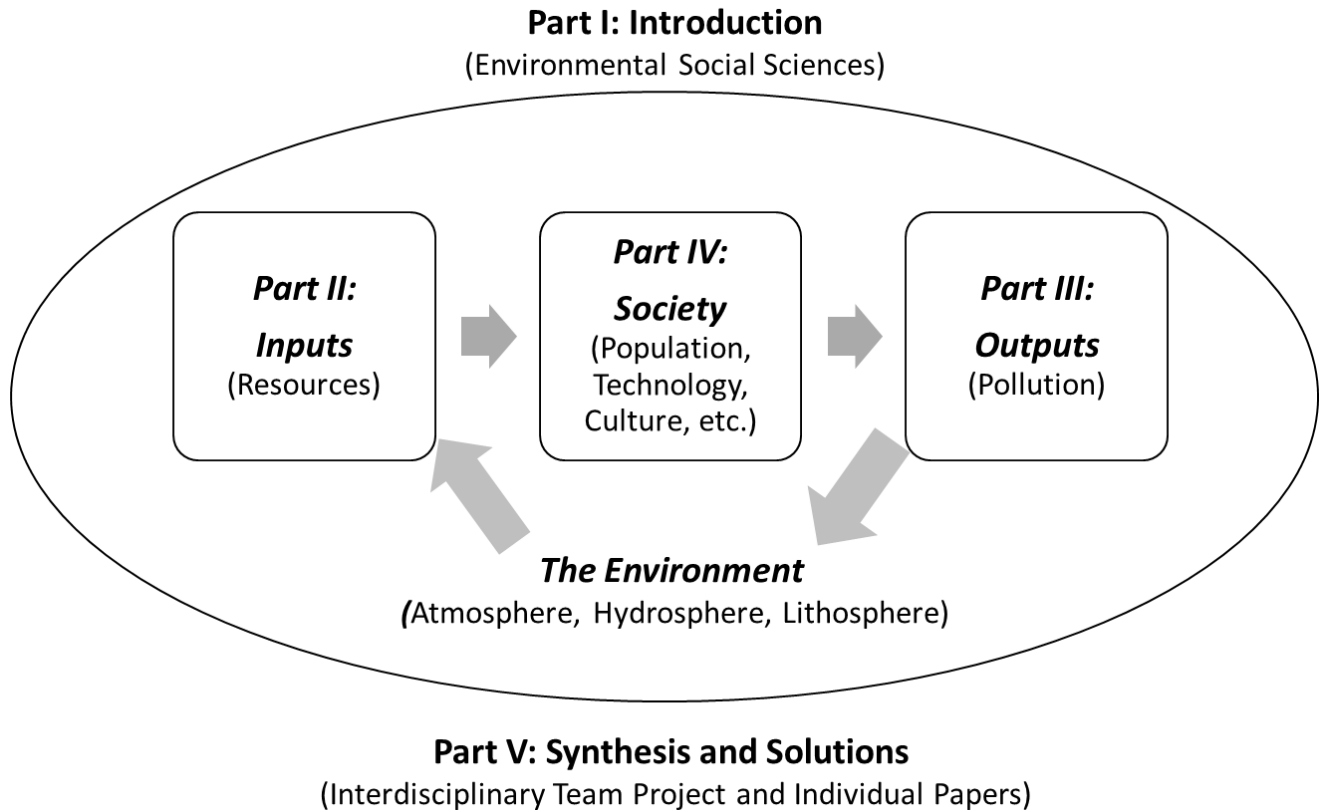 Part I: Introduction
(Environmental Social Sciences)
Part II:
Inputs
(Resources)
Part IV:
Society
(Population,
Technology,
Culture, etc.)
Part III:
Outputs
(Pollution)
The Environment
(Atmosphere, Hydrosphere, Lithosphere)
Part V: Synthesis and Solutions
(Interdisciplinary Team Project and Individual Papers)